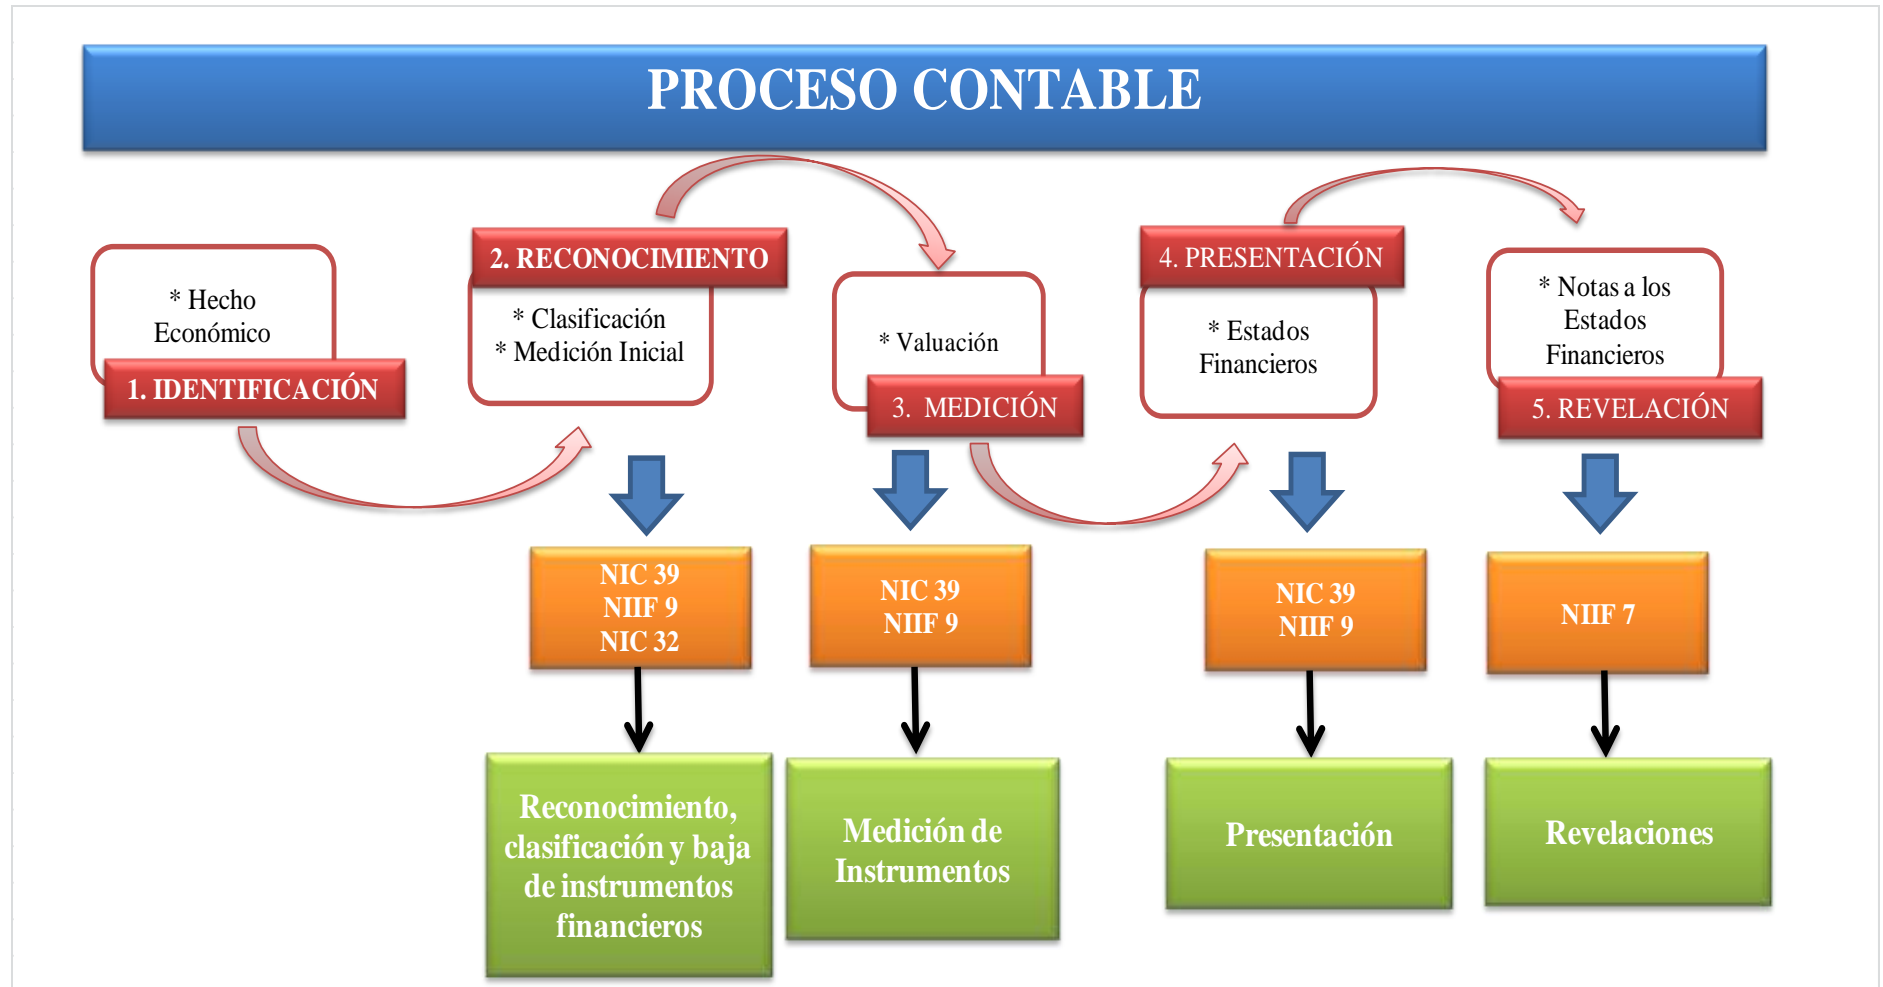 PROCESO CONTABLE
* Hecho
Económico
1. IDENTIFICACIÓN
2. RECONOCIMIENTO
* Clasificación
* Medición Inicial
* Valuación
3. MEDICIÓN
4. PRESENTACIÓN
* Estados
Financieros
* Notas a los
Estados
Financieros
5. REVELACIÓN
NIC 39
NIIF 9
NIC 32
NIC 39
NIIF 9
NIC 39
NIIF 9
NIIF 7
Reconocimiento,
clasificación y baja
de instrumentos
financieros
Medición de
Instrumentos
Presentación
Revelaciones